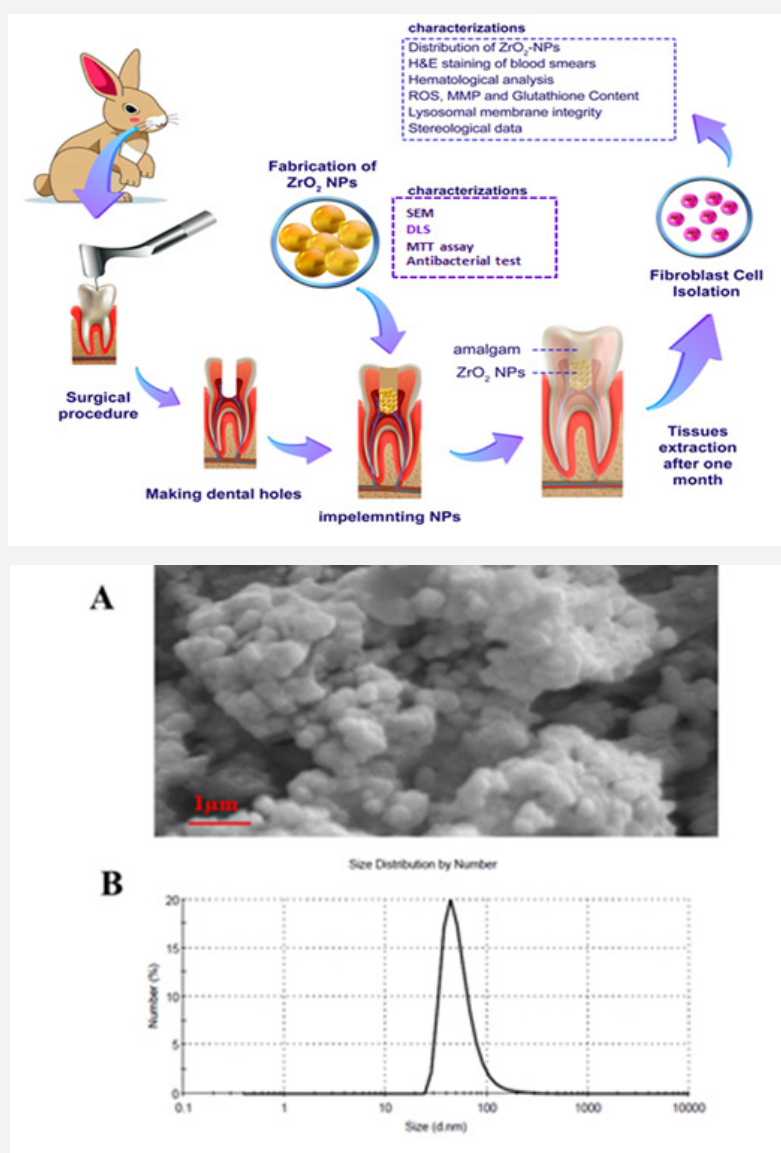 characterizations
Distribution of ZrO₂-NPs
H&E staining of blood smears
Hematological analysis
ROS, MMP and Glutathione Content
Lysosomal membrane integrity
Stereological data
Fabrication of
ZrO₂ NPs
characterizations
SEM
DLS
MTT assay
Antibacterial test
Fibroblast Cell
Isolation
Surgical
procedure
Making dental holes
impelemnting NPs
amalgam
ZrO₂ NPs
Tissues
extraction
after one
month
A
1µm
Size Distribution by Number
B
Number (%)
20
15
10
5
0
0.1 1 10 100 1000 10000
Size (d.nm)